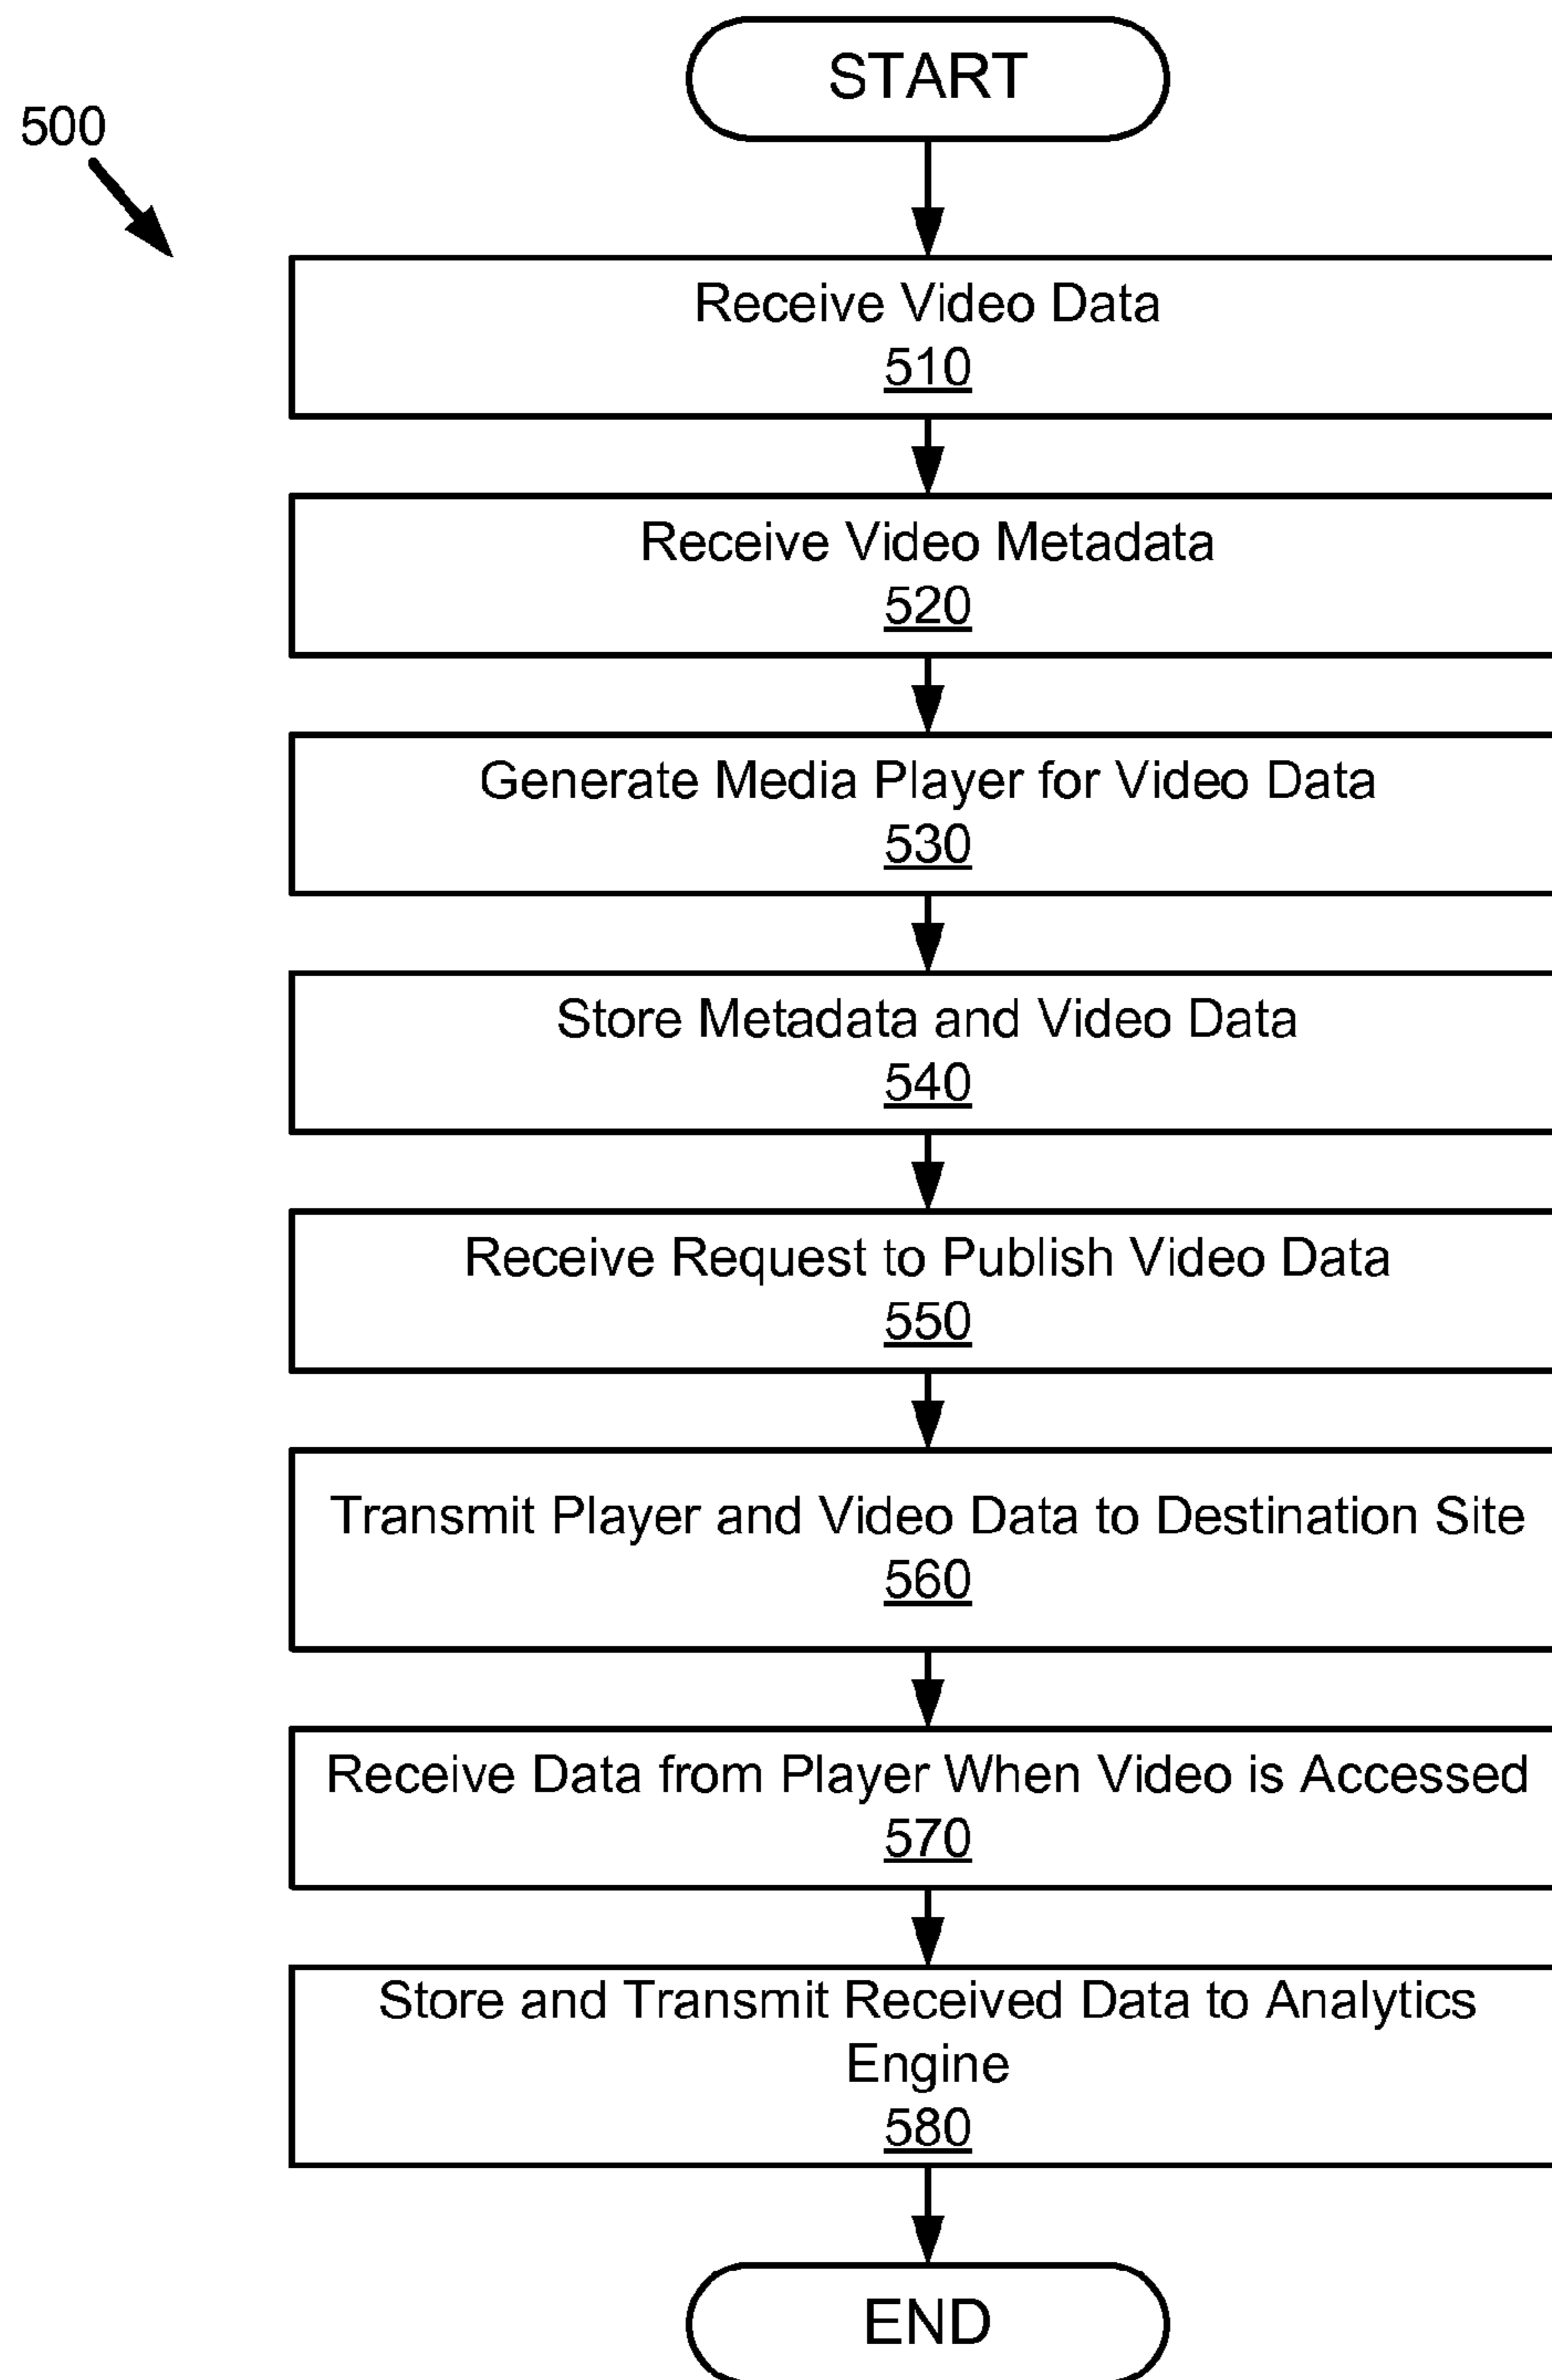 START
500
Receive Video Data
510
Receive Video Metadata
520
Generate Media Player for Video Data
530
Store Metadata and Video Data
540
Receive Request to Publish Video Data
550
Transmit Player and Video Data to Destination Site
560
Receive Data from Player When Video is Accessed
570
Store and Transmit Received Data to Analytics
Engine
580
END